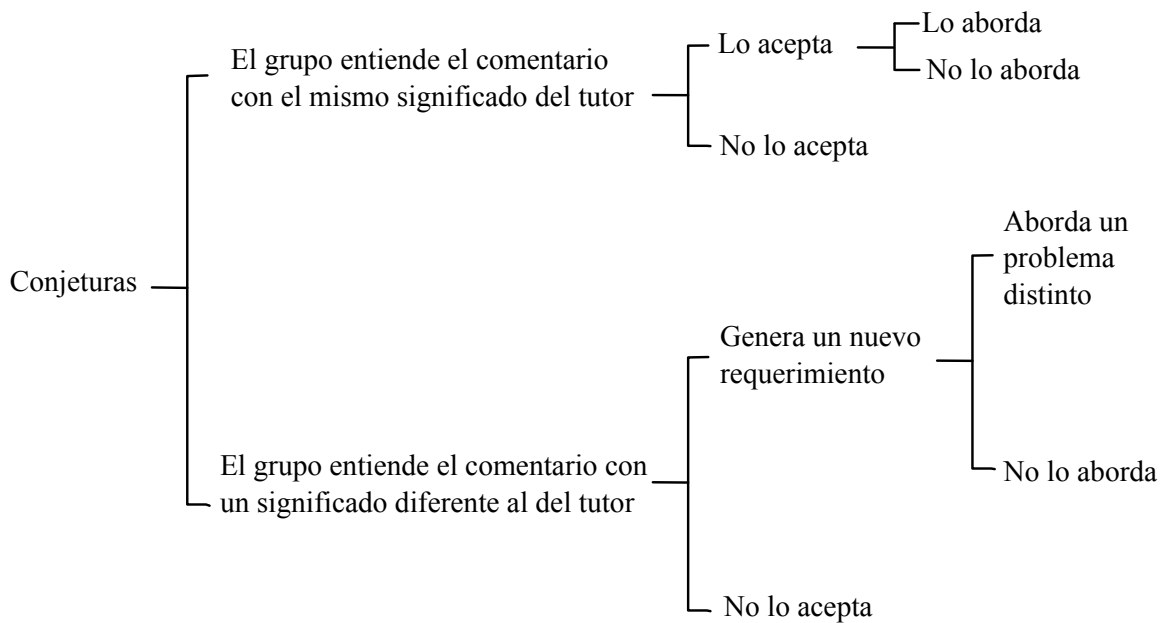 Conjeturas
El grupo entiende el comentario
con el mismo significado del tutor
Lo acepta
Lo aborda
No lo aborda
No lo acepta
El grupo entiende el comentario con
un significado diferente al del tutor
Genera un nuevo
requerimiento
Aborda un
problema
distinto
No lo aborda
No lo acepta